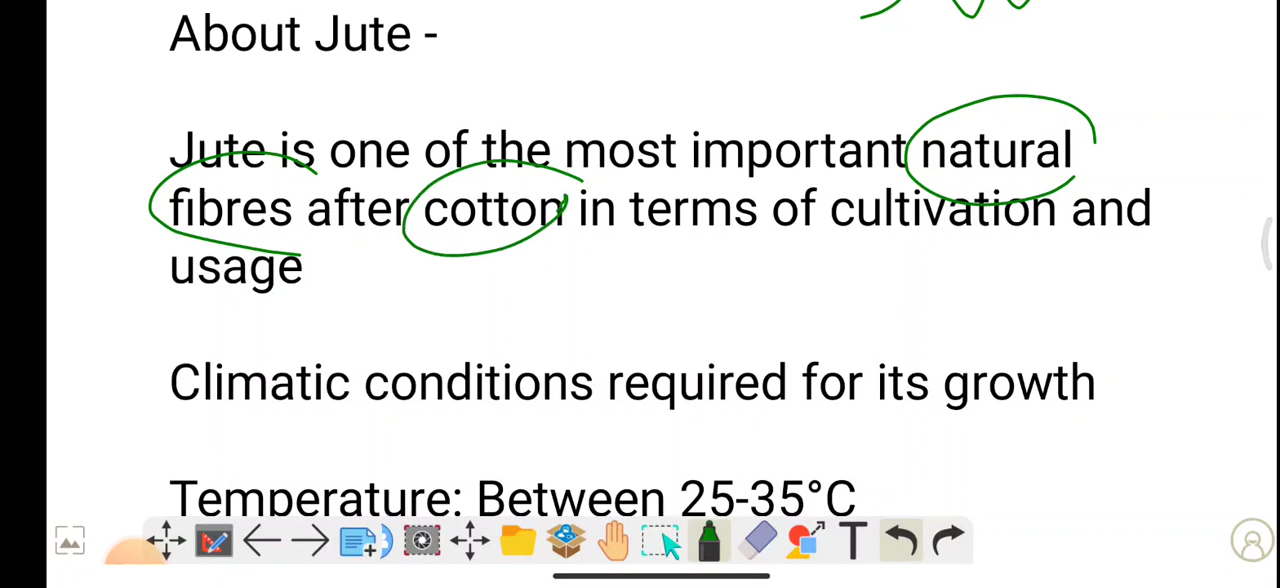 About Jute -
Jute is one of the most important natural
fibres after cotton in terms of cultivation and
usage
Climatic conditions required for its growth
Temperature: Between 25-35°C